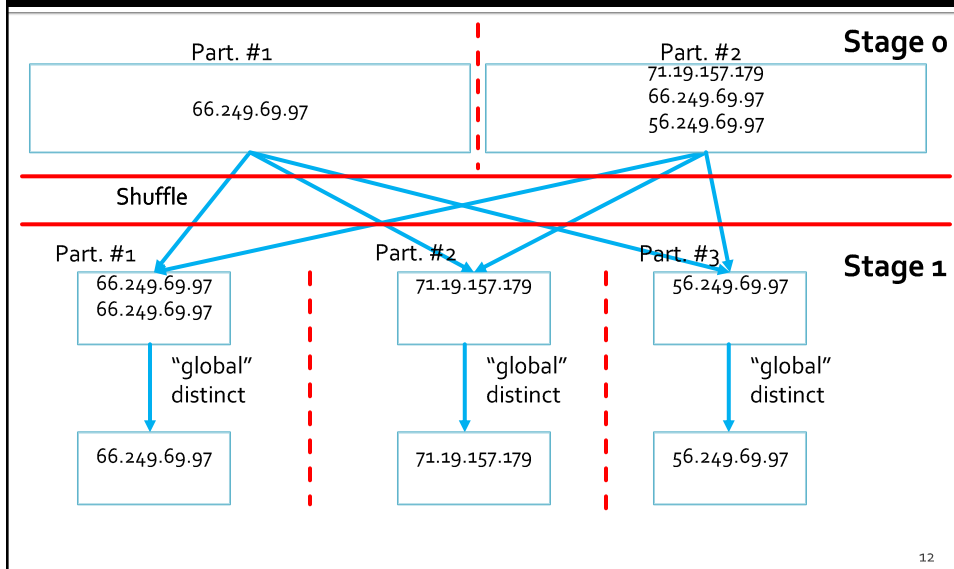 Stage 0
Part. #1
Part. #2
66.249.69.97
71.19.157.179
66.249.69.97
56.249.69.97
Shuffle
Stage 1
Part. #1
Part. #2
Part. #3
66.249.69.97
66.249.69.97
71.19.157.179
56.249.69.97
“global”
distinct
“global”
distinct
“global”
distinct
66.249.69.97
71.19.157.179
56.249.69.97
12